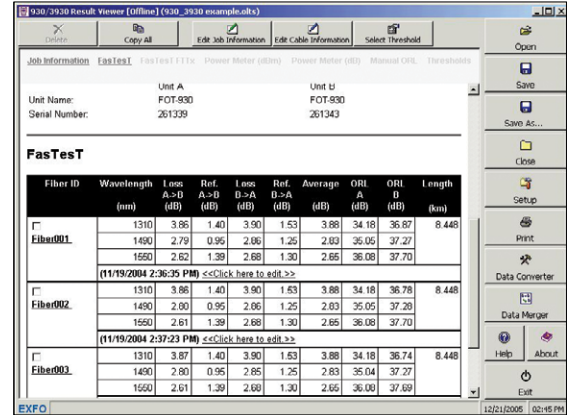 930/3930 Result Viewer [Offline] (930_3930 example.olts)
Delete Copy All Edit Job Information Edit Cable Information Select Threshold
Open
Job Information FasTesT FasTesT FTTx Power Meter (dBm) Power Meter (dB) Manual ORL Thresholds
Save
Unit A Unit B
Unit Name: FOT-930 FOT-930
Serial Number: 261339 261343
Save As...
FasTesT
Close
Fiber ID Wavelength (nm) Loss A->B (dB) Ref. A->B (dB) Loss B->A (dB) Ref. B->A (dB) Average (dB) ORL A (dB) ORL B (dB) Length (km)
Setup
Fiber001 1310 3.86 1.40 3.90 1.53 3.88 34.18 36.87 8.448
1490 2.79 0.95 2.86 1.25 2.83 35.05 37.27
1550 2.62 1.39 2.68 1.30 2.65 36.08 37.70
(11/19/2004 2:36:35 PM) <<Click here to edit.>>
Print
Data Converter
Fiber002 1310 3.86 1.40 3.90 1.53 3.88 34.18 36.78 8.448
1490 2.80 0.95 2.86 1.25 2.83 35.05 37.28
1550 2.61 1.39 2.68 1.30 2.65 36.08 37.70
(11/19/2004 2:37:23 PM) <<Click here to edit.>>
Data Merger
Fiber003 1310 3.87 1.40 3.90 1.53 3.88 34.18 36.74 8.448
1490 2.80 0.95 2.85 1.25 2.83 35.04 37.27
1550 2.61 1.39 2.68 1.30 2.65 36.08 37.69
Help About
Exit
EXFO 12/21/2005 02:45 PM